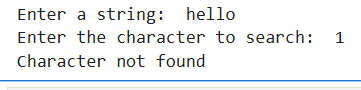 Enter a string:  hello
Enter the character to search:  1
Character not found